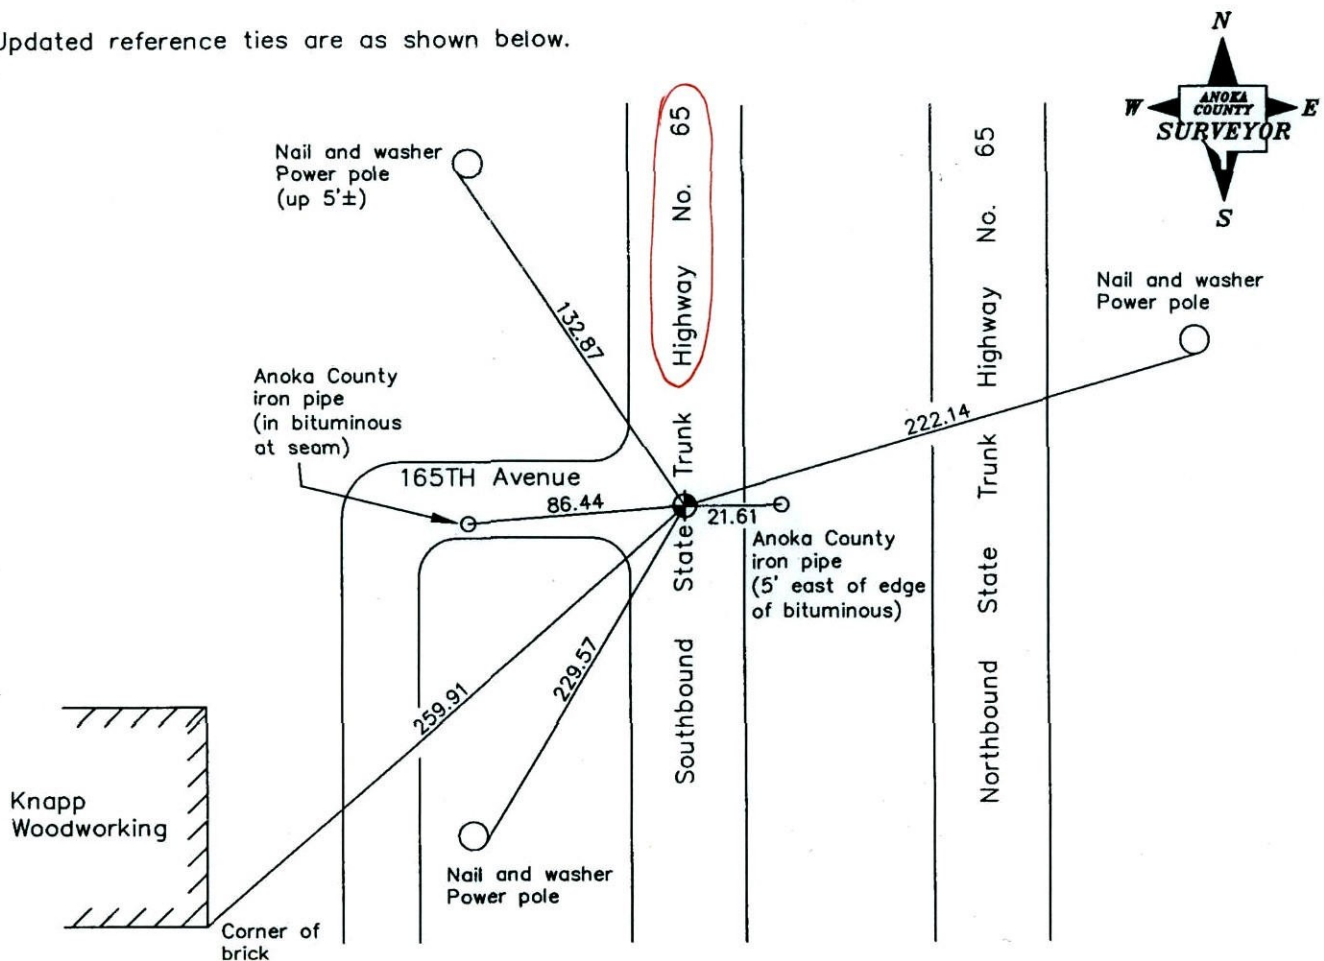 Updated reference ties are as shown below.
N
W
ANOKA
COUNTY
E
SURVEYOR
S
Nail and washer
Power pole
(up 5'±)
Nail and washer
Power pole
132.87
222.14
Anoka County
iron pipe
(in bituminous
at seam)
165TH Avenue
86.44
21.61
Anoka County
iron pipe
(5' east of edge
of bituminous)
Southbound State Trunk Highway No. 65
Northbound State Trunk Highway No. 65
259.91
229.57
Knapp
Woodworking
Nail and washer
Power pole
Corner of
brick